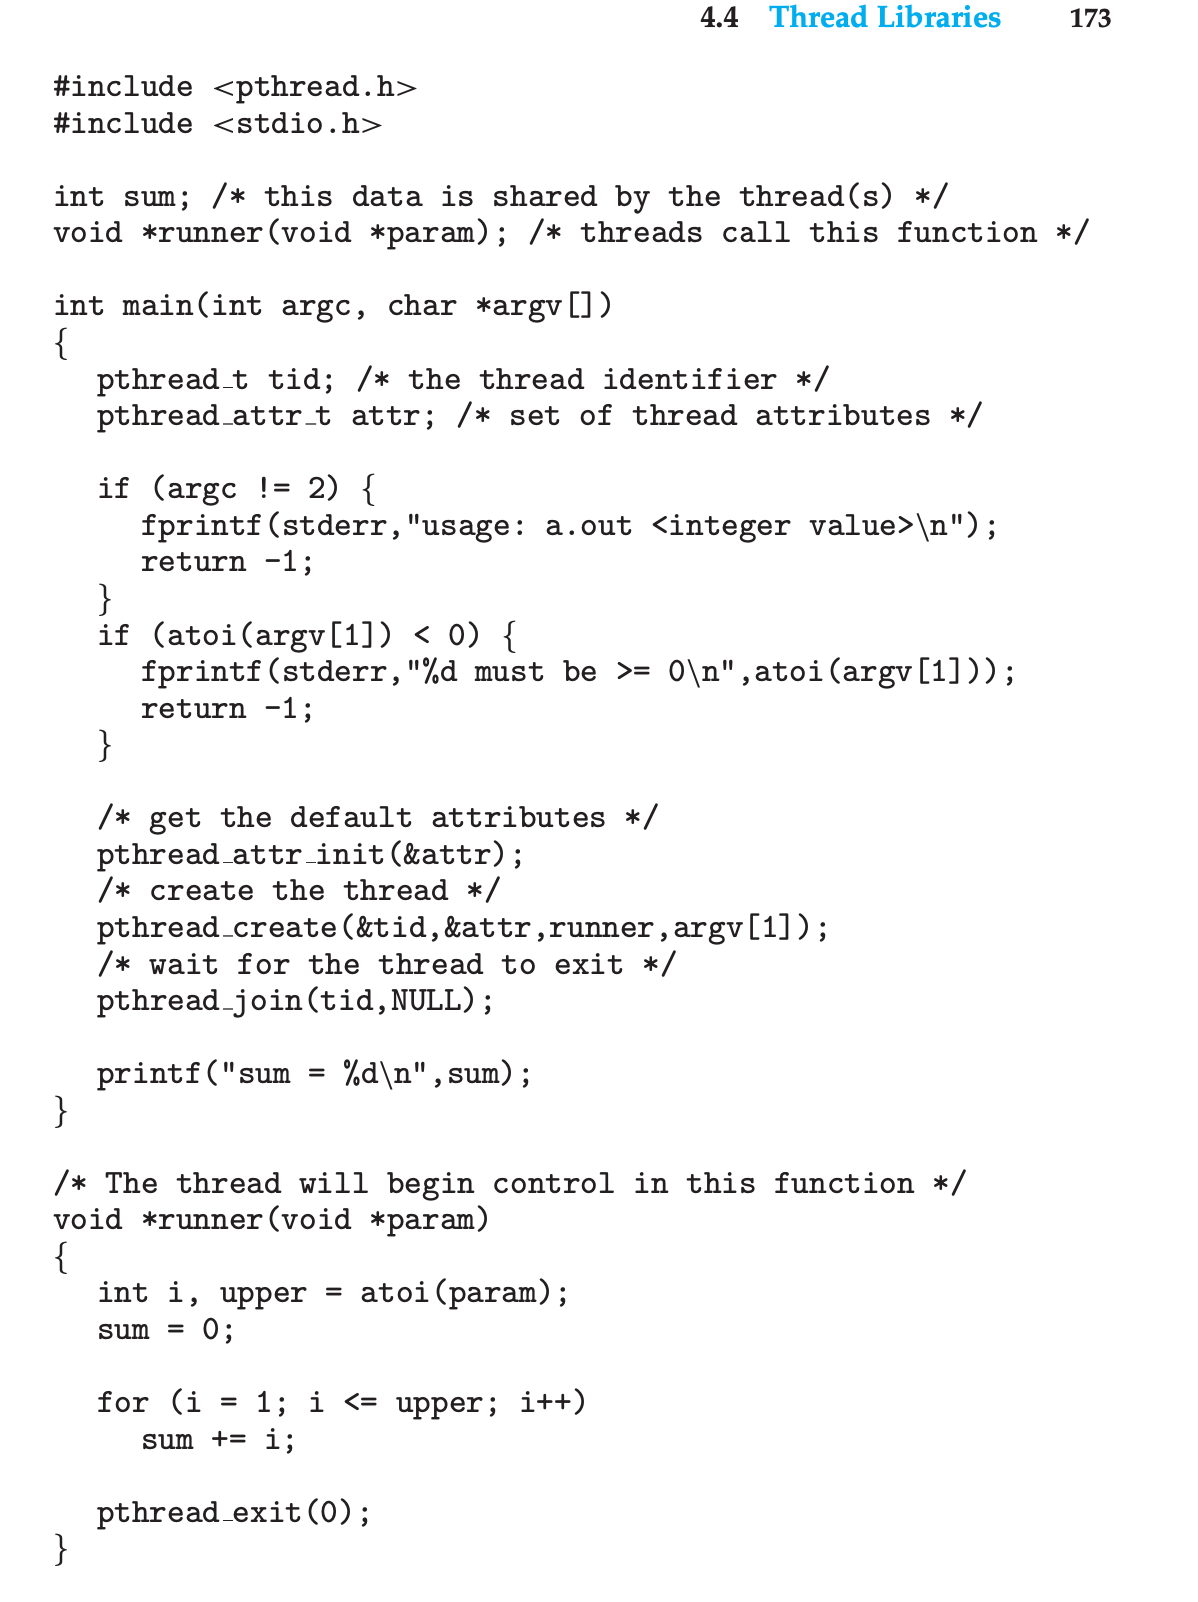 4.4 Thread Libraries 173
#include <pthread.h>
#include <stdio.h>
int sum; /* this data is shared by the thread(s) */
void *runner(void *param); /* threads call this function */
int main(int argc, char *argv[])
{
pthread_t tid; /* the thread identifier */
pthread_attr_t attr; /* set of thread attributes */
if (argc != 2) {
fprintf(stderr,"usage: a.out <integer value>\n");
return -1;
}
if (atoi(argv[1]) < 0) {
fprintf(stderr,"%d must be >= 0\n",atoi(argv[1]));
return -1;
}
/* get the default attributes */
pthread_attr_init(&attr);
/* create the thread */
pthread_create(&tid,&attr,runner,argv[1]);
/* wait for the thread to exit */
pthread_join(tid,NULL);
printf("sum = %d\n",sum);
}
/* The thread will begin control in this function */
void *runner(void *param)
{
int i, upper = atoi(param);
sum = 0;
for (i = 1; i <= upper; i++)
sum += i;
pthread_exit(0);
}